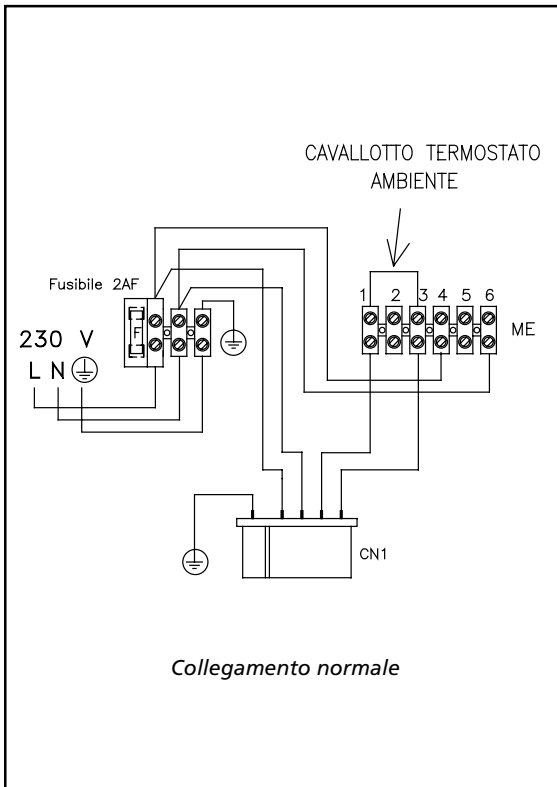 CAVALLOTTO TERMOSTATO
AMBIENTE
Fusibile 2AF
1 2 3 4 5 6
F
ME
230 V
L N
CN1
Collegamento normale